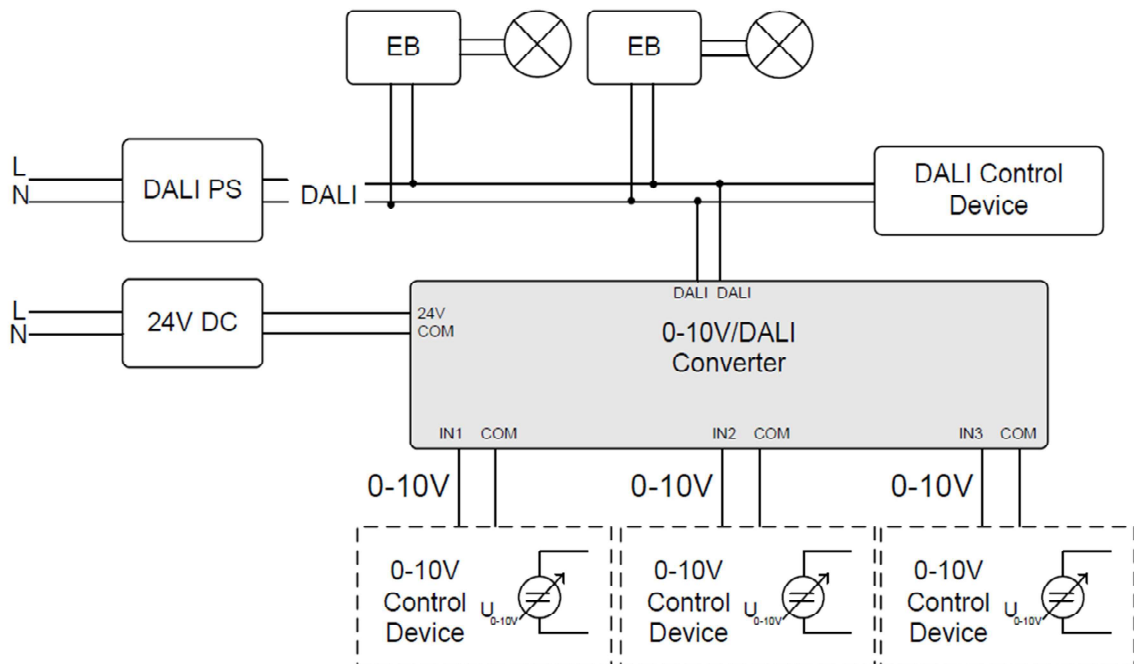 EB
EB
L
N
DALI PS
DALI
DALI Control
Device
DALI DALI
L
N
24V DC
24V
COM
0-10V/DALI
Converter
IN1 COM
IN2 COM
IN3 COM
0-10V
0-10V
0-10V
0-10V
Control
Device
U0-10V
0-10V
Control
Device
U0-10V
0-10V
Control
Device
U0-10V